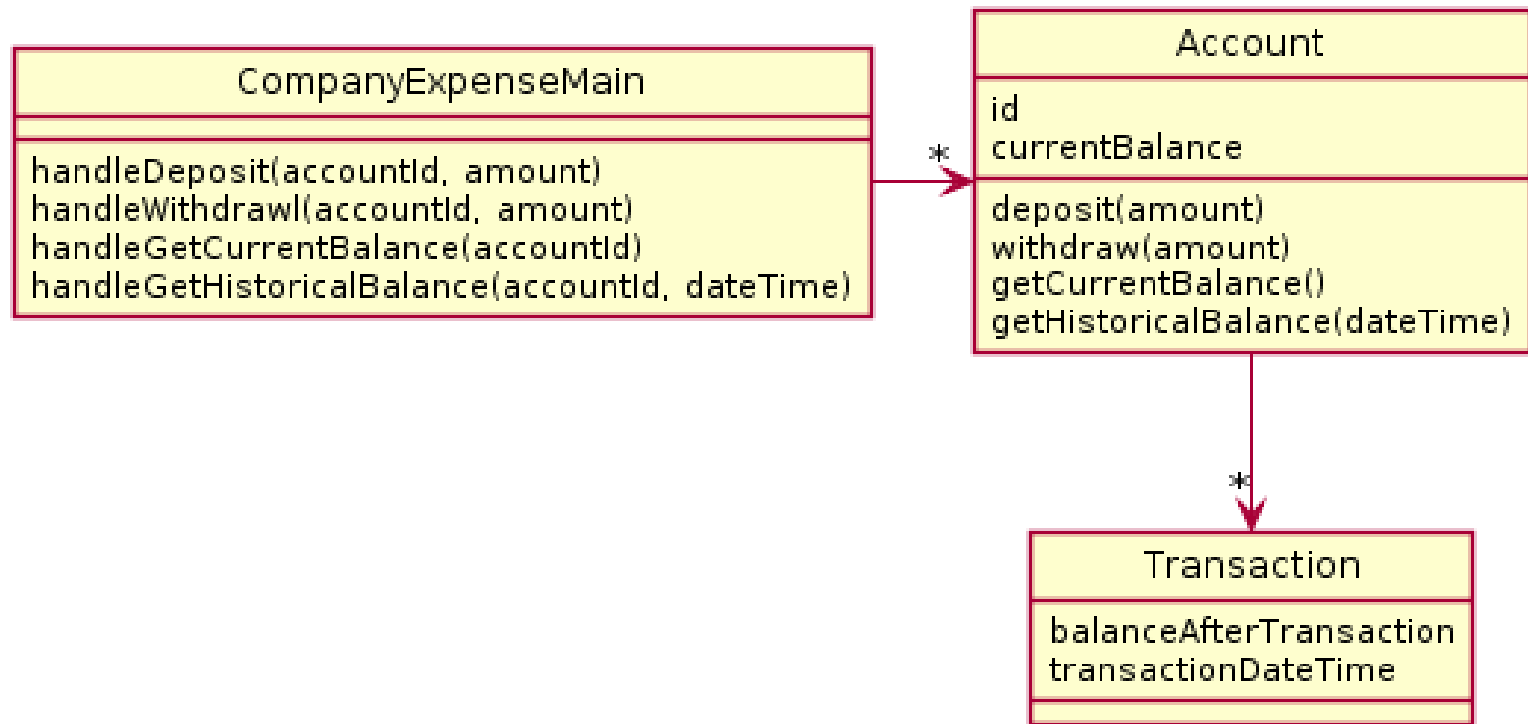 CompanyExpenseMain
handleDeposit(accountId, amount)
handleWithdrawl(accountId, amount)
handleGetCurrentBalance(accountId)
handleGetHistoricalBalance(accountId, dateTime)
*
Account
id
currentBalance
deposit(amount)
withdraw(amount)
getCurrentBalance()
getHistoricalBalance(dateTime)
*
Transaction
balanceAfterTransaction
transactionDateTime